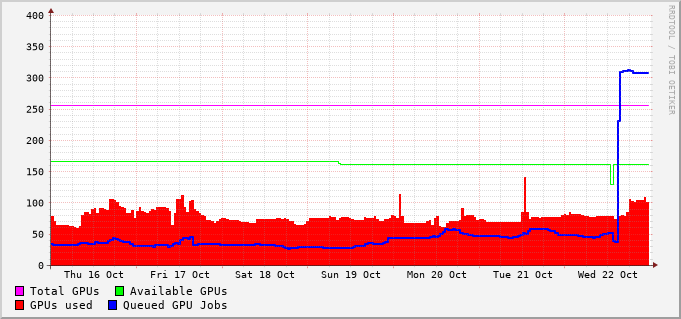 400
350
300
250
200
150
100
50
0
Thu 16 Oct Fri 17 Oct Sat 18 Oct Sun 19 Oct Mon 20 Oct Tue 21 Oct Wed 22 Oct
Total GPUs Available GPUs
GPUs used Queued GPU Jobs
RRDTOOL / TOBI OETIKER